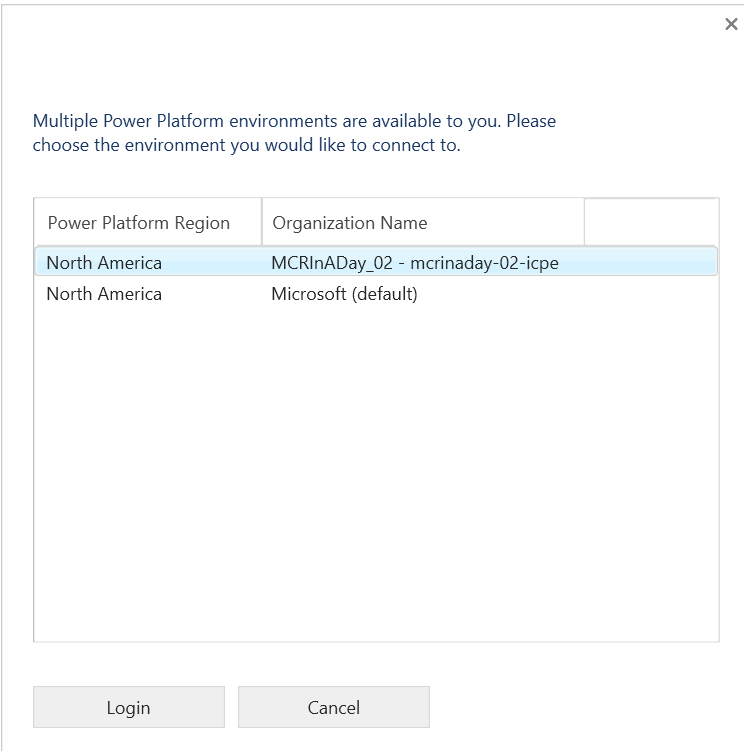 Multiple Power Platform environments are available to you. Please
choose the environment you would like to connect to.
Power Platform Region Organization Name
North America MCRInADay_02 - mcrinaday-02-icpe
North America Microsoft (default)
Login Cancel